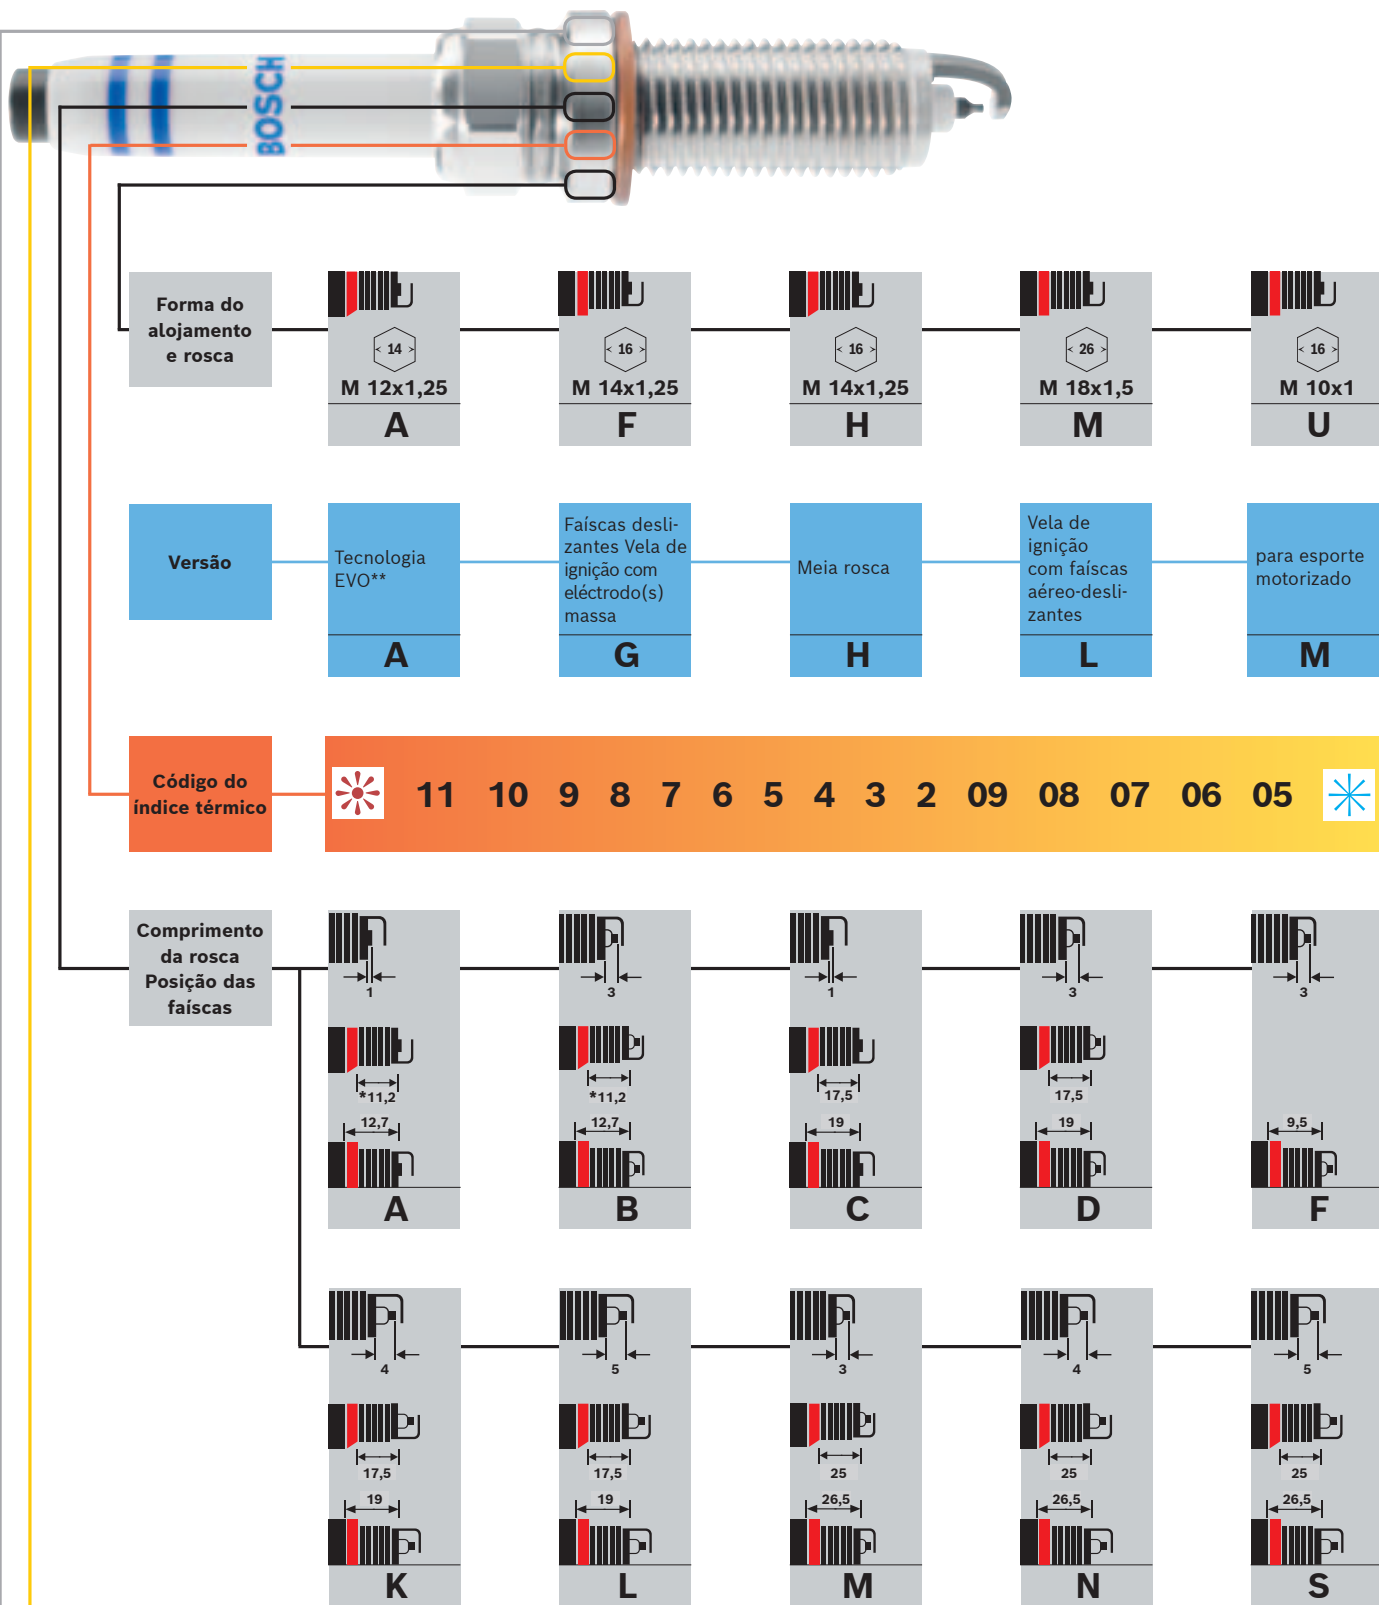 BOSCH
Forma do
alojamento
e rosca
14
M 12x1,25
A
16
M 14x1,25
F
16
M 14x1,25
H
26
M 18x1,5
M
16
M 10x1
U
Versão
Tecnologia
EVO**
A
Faíscas desli-
zantes Vela de
ignição com
eléctrodo(s)
massa
G
Meia rosca
H
Vela de
ignição
com faíscas
aéreo-desli-
zantes
L
para esporte
motorizado
M
Código do
índice térmico
11 10 9 8 7 6 5 4 3 2 09 08 07 06 05
Comprimento
da rosca
Posição das
faíscas
1
*11,2
12,7
A
3
*11,2
12,7
B
1
17,5
19
C
3
17,5
19
D
3
9,5
F
4
17,5
19
K
5
17,5
19
L
3
25
26,5
M
4
25
26,5
N
5
25
26,5
S